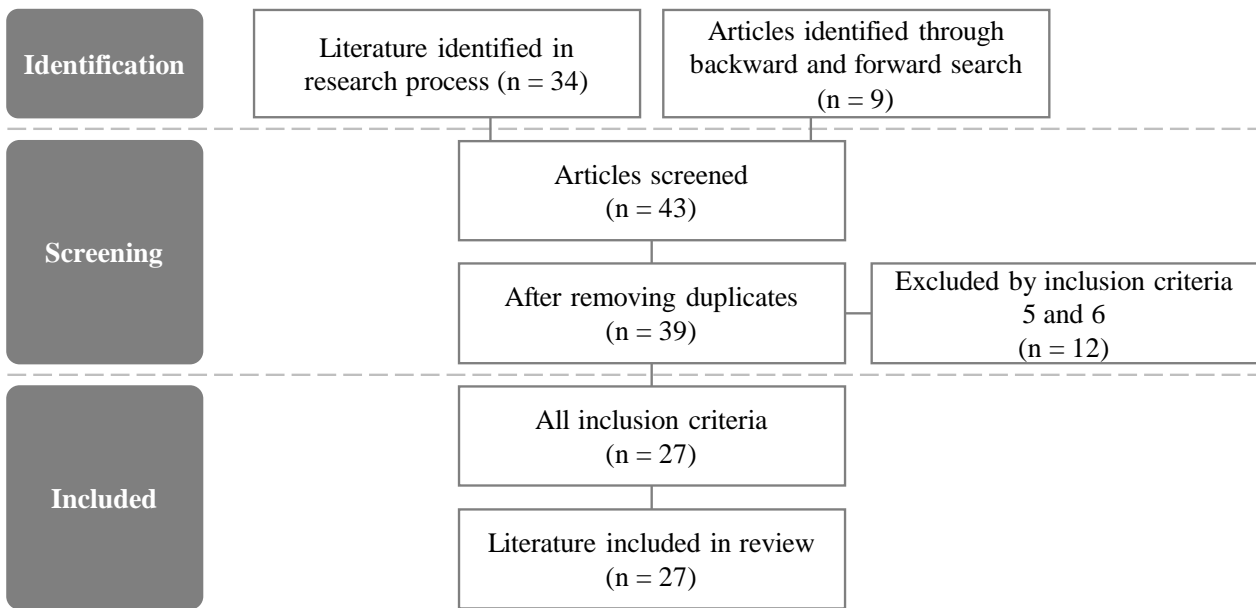 Identification
Literature identified in
research process (n = 34)
Articles identified through
backward and forward search
(n = 9)
Screening
Articles screened
(n = 43)
After removing duplicates
(n = 39)
Excluded by inclusion criteria
5 and 6
(n = 12)
Included
All inclusion criteria
(n = 27)
Literature included in review
(n = 27)